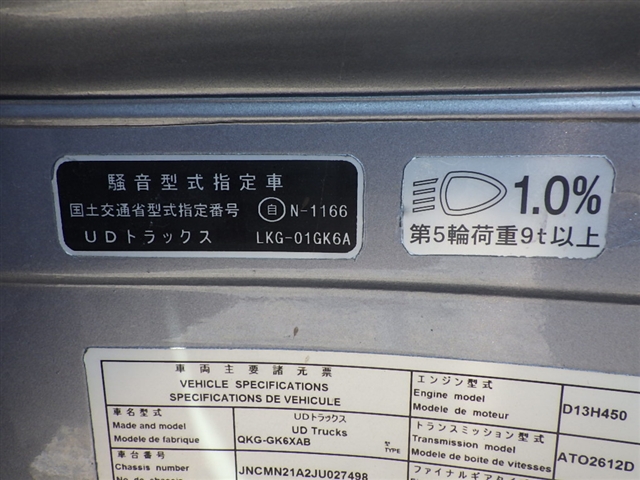 騒音型式指定車
国土交通省型式指定番号 自 N-1166
UDトラックス LKG-01GK6A
1.0%
第5輪荷重9t以上
車両主要諸元票
VEHICLE SPECIFICATIONS
SPECIFICATIONS DE VEHICULE
車名型式
Made and model
Modele de fabrique
UDトラックス
UD Trucks
QKG-GK6XAB
TYPE
車台番号
Chassis number
No de chassis
JNCMN21A2JU027498
エンジン型式
Engine model
Modele de moteur
D13H450
トランスミッション型式
Transmission model
Modele de boite de vitesses
ATO2612D
ファイナルギアタイプ